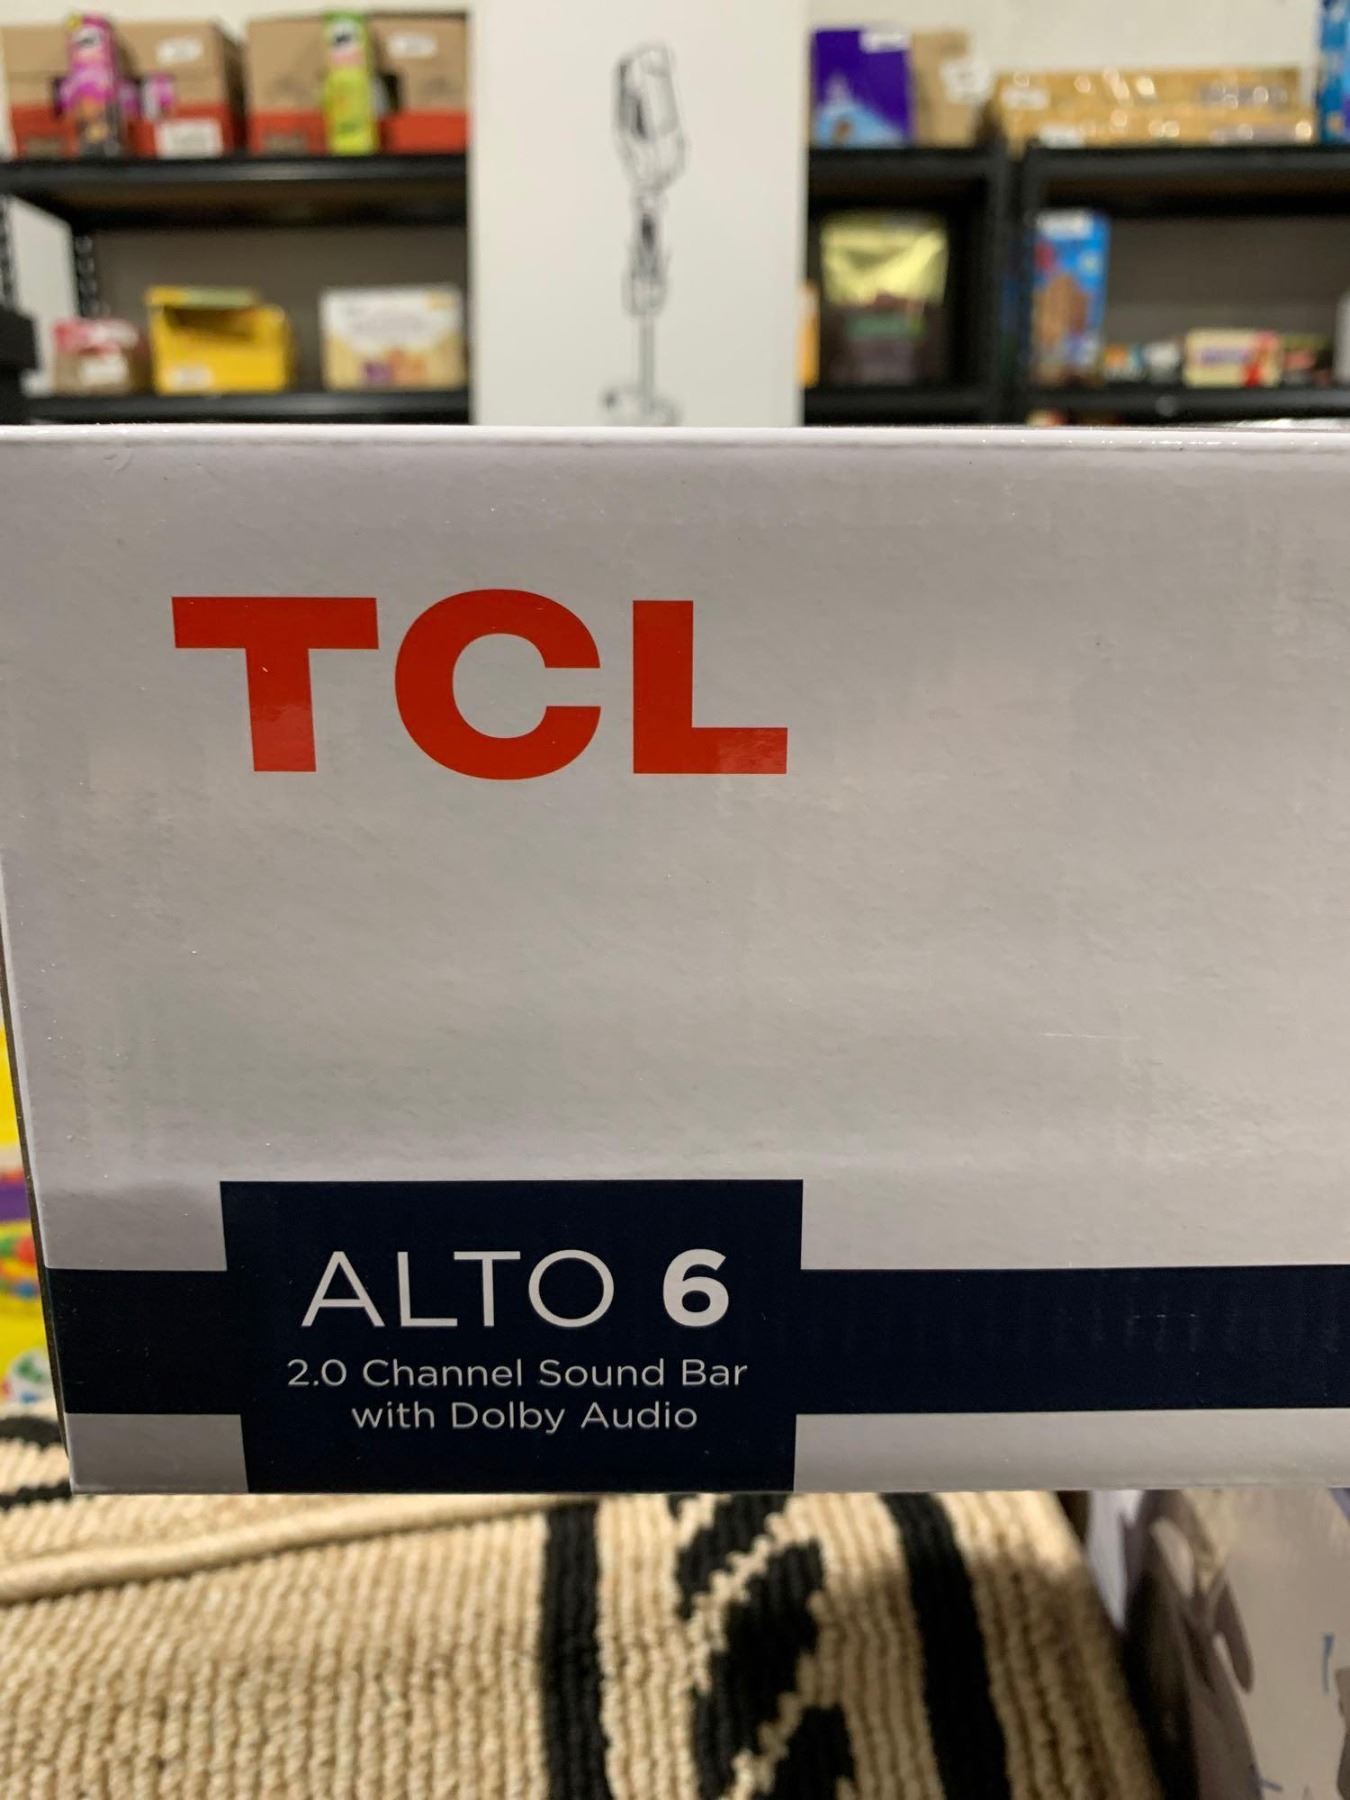 TCL
ALTO 6
2.0 Channel Sound Bar
with Dolby Audio